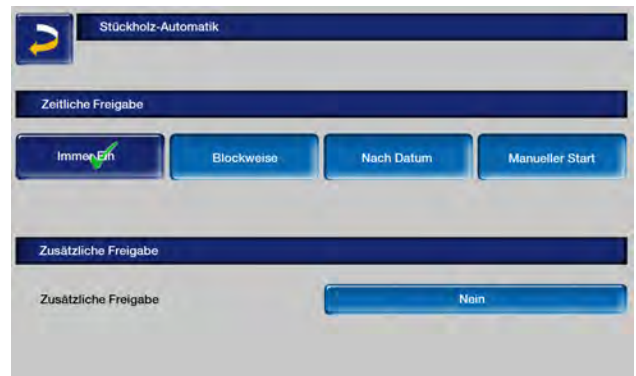 Stückholz-Automatik
Zeitliche Freigabe
Immer Ein
Blockweise
Nach Datum
Manueller Start
Zusätzliche Freigabe
Zusätzliche Freigabe
Nein